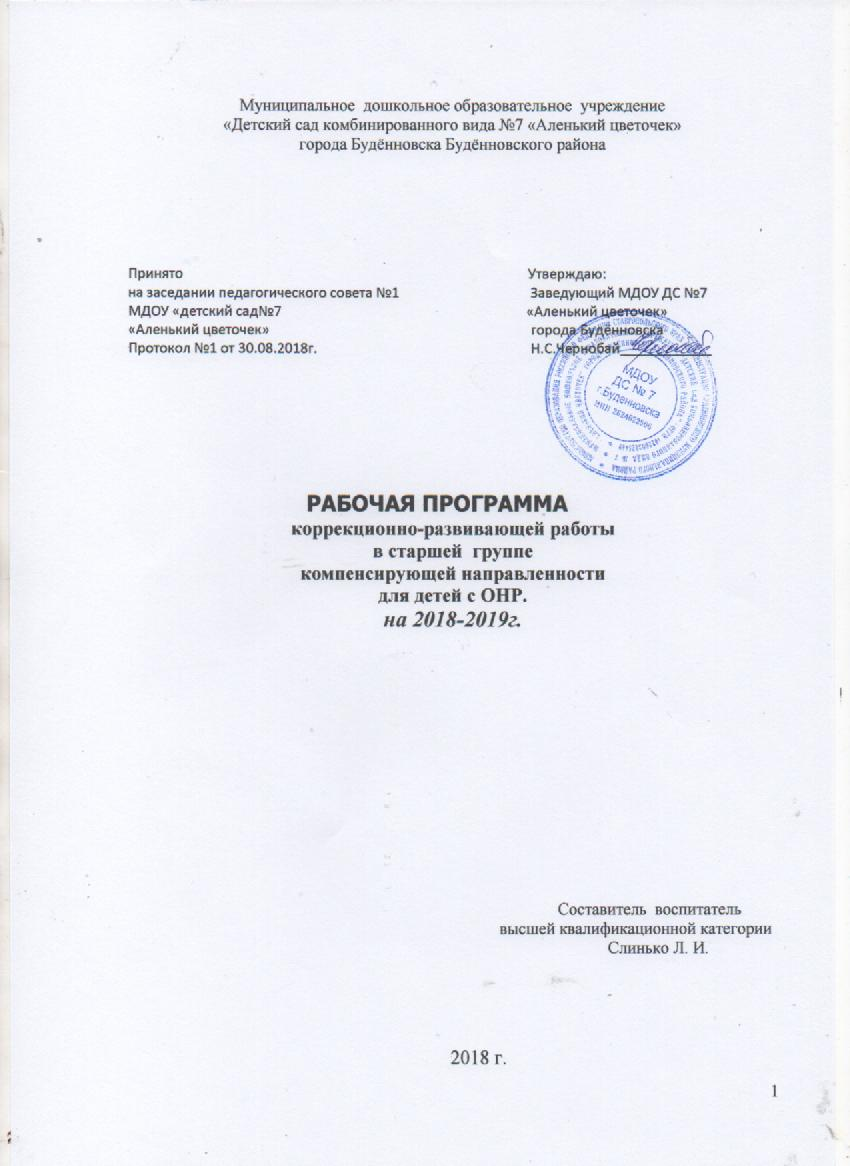 Муниципальное дошкольное образовательное учреждение
«Детский сад комбинированного вида №7 «Аленький цветочек»
города Будённовска Будённовского района
Принято
на заседании педагогического совета №1
МДОУ «детский сад№7
«Аленький цветочек»
Протокол №1 от 30.08.2018г.
Утверждаю:
Заведующий МДОУ ДС №7
«Аленький цветочек»
города Будённовска
Н.С.Чернобай
МДОУ
ДС № 7
г.Буденновска
РАБОЧАЯ ПРОГРАММА
коррекционно-развивающей работы
в старшей группе
компенсирующей направленности
для детей с ОНР.
на 2018-2019г.
Составитель воспитатель
высшей квалификационной категории
Слинько Л. И.
2018 г.
1